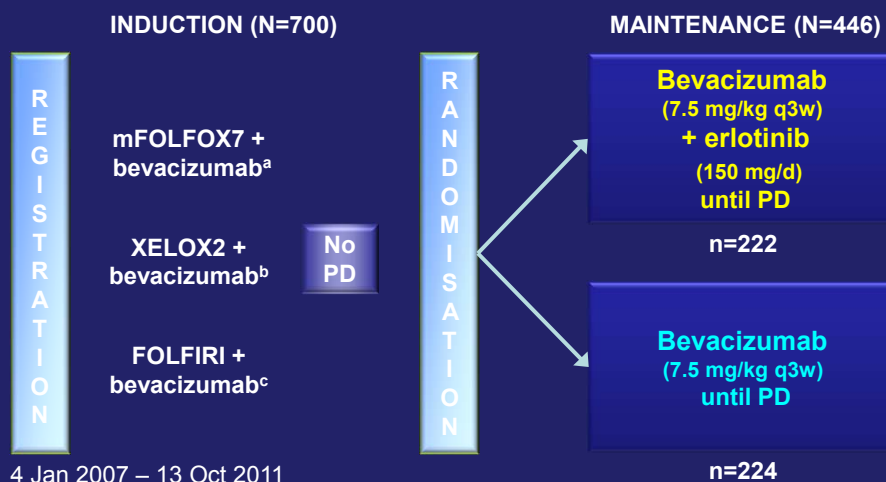 INDUCTION (N=700)
MAINTENANCE (N=446)
REGISTRATION
mFOLFOX7 +
bevacizumabᵃ
XELOX2 +
bevacizumabᵇ
FOLFIRI +
bevacizumabᶜ
No
PD
RANDOMISATION
Bevacizumab
(7.5 mg/kg q3w)
+ erlotinib
(150 mg/d)
until PD
n=222
Bevacizumab
(7.5 mg/kg q3w)
until PD
n=224
4 Jan 2007 – 13 Oct 2011